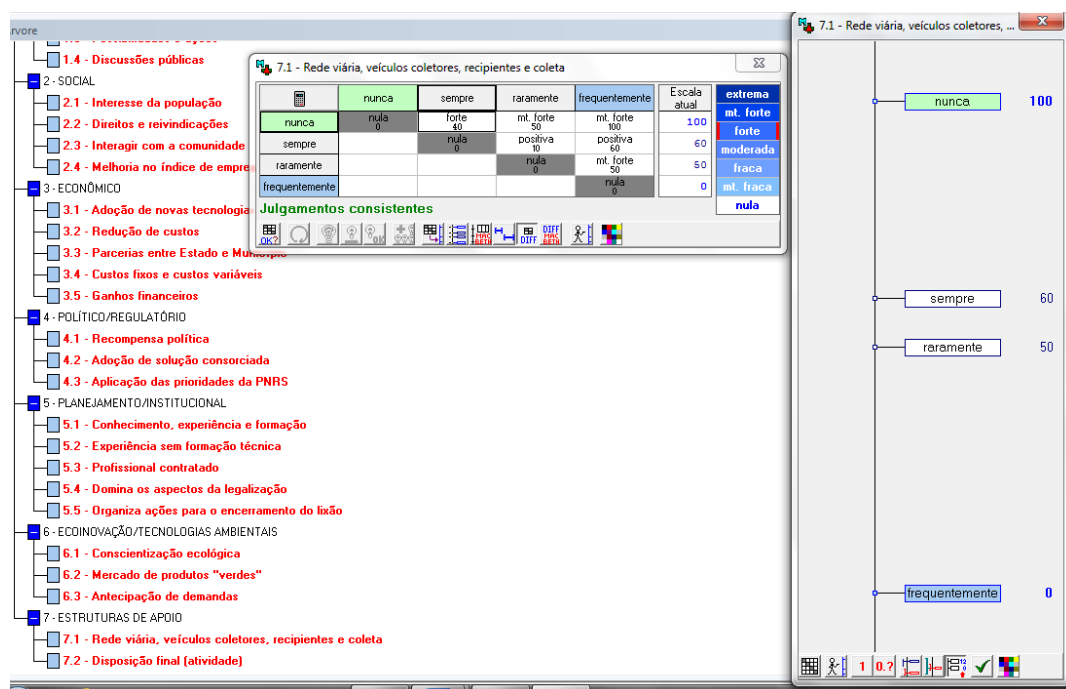 rvore
1.4 - Discussões públicas
2 - SOCIAL
2.1 - Interesse da população
2.2 - Direitos e reivindicações
2.3 - Interagir com a comunidade
2.4 - Melhoria no índice de empre
3 - ECONÔMICO
3.1 - Adoção de novas tecnologia
3.2 - Redução de custos
3.3 - Parcerias entre Estado e Município
3.4 - Custos fixos e custos variáveis
3.5 - Ganhos financeiros
4 - POLÍTICO/REGULATÓRIO
4.1 - Recompensa política
4.2 - Adoção de solução consorciada
4.3 - Aplicação das prioridades da PNRS
5 - PLANEJAMENTO/INSTITUCIONAL
5.1 - Conhecimento, experiência e formação
5.2 - Experiência sem formação técnica
5.3 - Profissional contratado
5.4 - Domina os aspectos da legalização
5.5 - Organiza ações para o encerramento do lixão
6 - ECOINOVAÇÃO/TECNOLOGIAS AMBIENTAIS
6.1 - Conscientização ecológica
6.2 - Mercado de produtos "verdes"
6.3 - Antecipação de demandas
7 - ESTRUTURAS DE APOIO
7.1 - Rede viária, veículos coletores, recipientes e coleta
7.2 - Disposição final (atividade)
7.1 - Rede viária, veículos coletores, recipientes e coleta
nunca sempre raramente frequentemente Escala atual
nunca nula 0 forte 40 mt. forte 50 mt. forte 100 100
sempre nula 0 positiva 10 positiva 60 60
raramente nula 0 mt. forte 50 50
frequentemente nula 0 0
extrema
mt. forte
forte
moderada
fraca
mt. fraca
nula
Julgamentos consistentes
OK? OK MAC BETH DIFF DIFF MAC BETH
7.1 - Rede viária, veículos coletores, ...
nunca 100
sempre 60
raramente 50
frequentemente 0
1 0.?